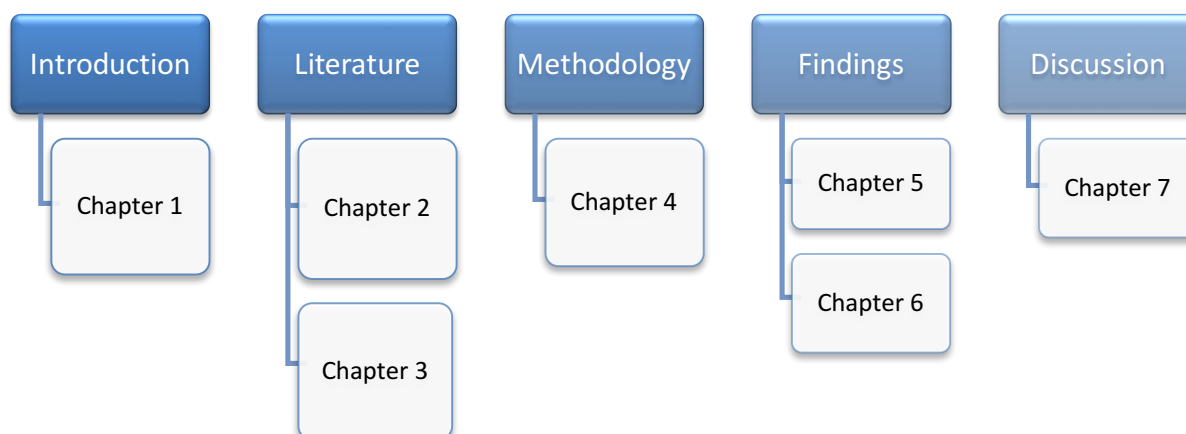 Introduction
Chapter 1
Literature
Chapter 2
Chapter 3
Methodology
Chapter 4
Findings
Chapter 5
Chapter 6
Discussion
Chapter 7